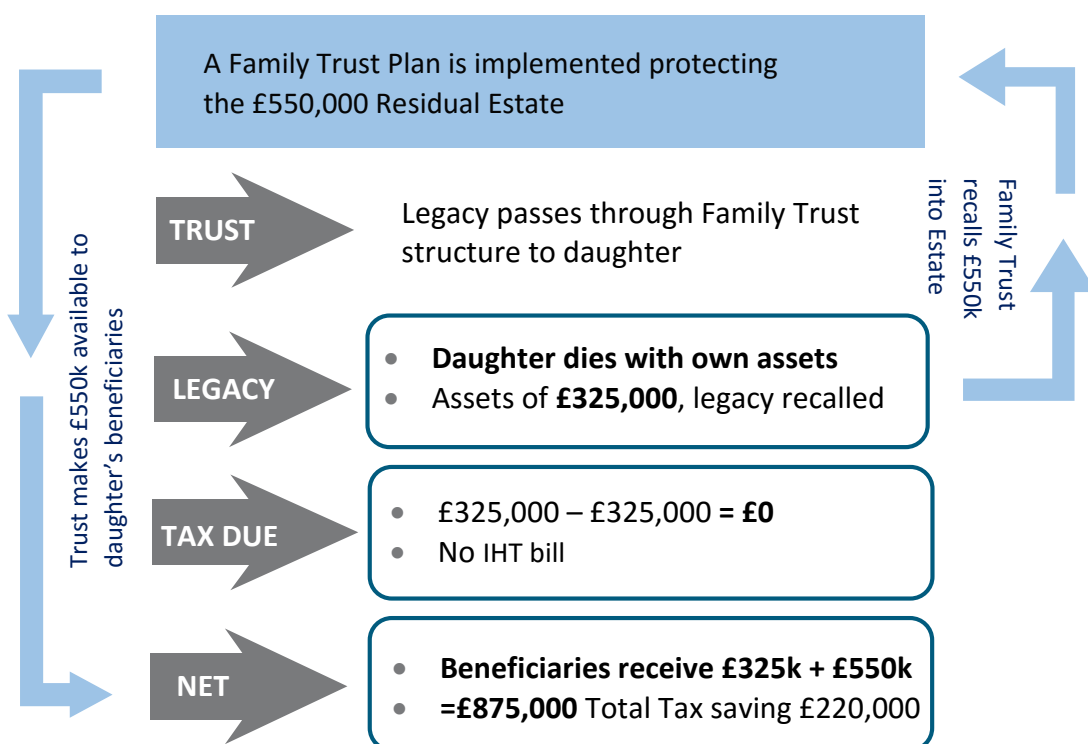 A Family Trust Plan is implemented protecting
the £550,000 Residual Estate
TRUST
Legacy passes through Family Trust
structure to daughter
Family Trust
recalls £550k
into Estate
Trust makes £550k available to
daughter’s beneficiaries
LEGACY
• Daughter dies with own assets
• Assets of £325,000, legacy recalled
TAX DUE
• £325,000 – £325,000 = £0
• No IHT bill
NET
• Beneficiaries receive £325k + £550k
• =£875,000 Total Tax saving £220,000